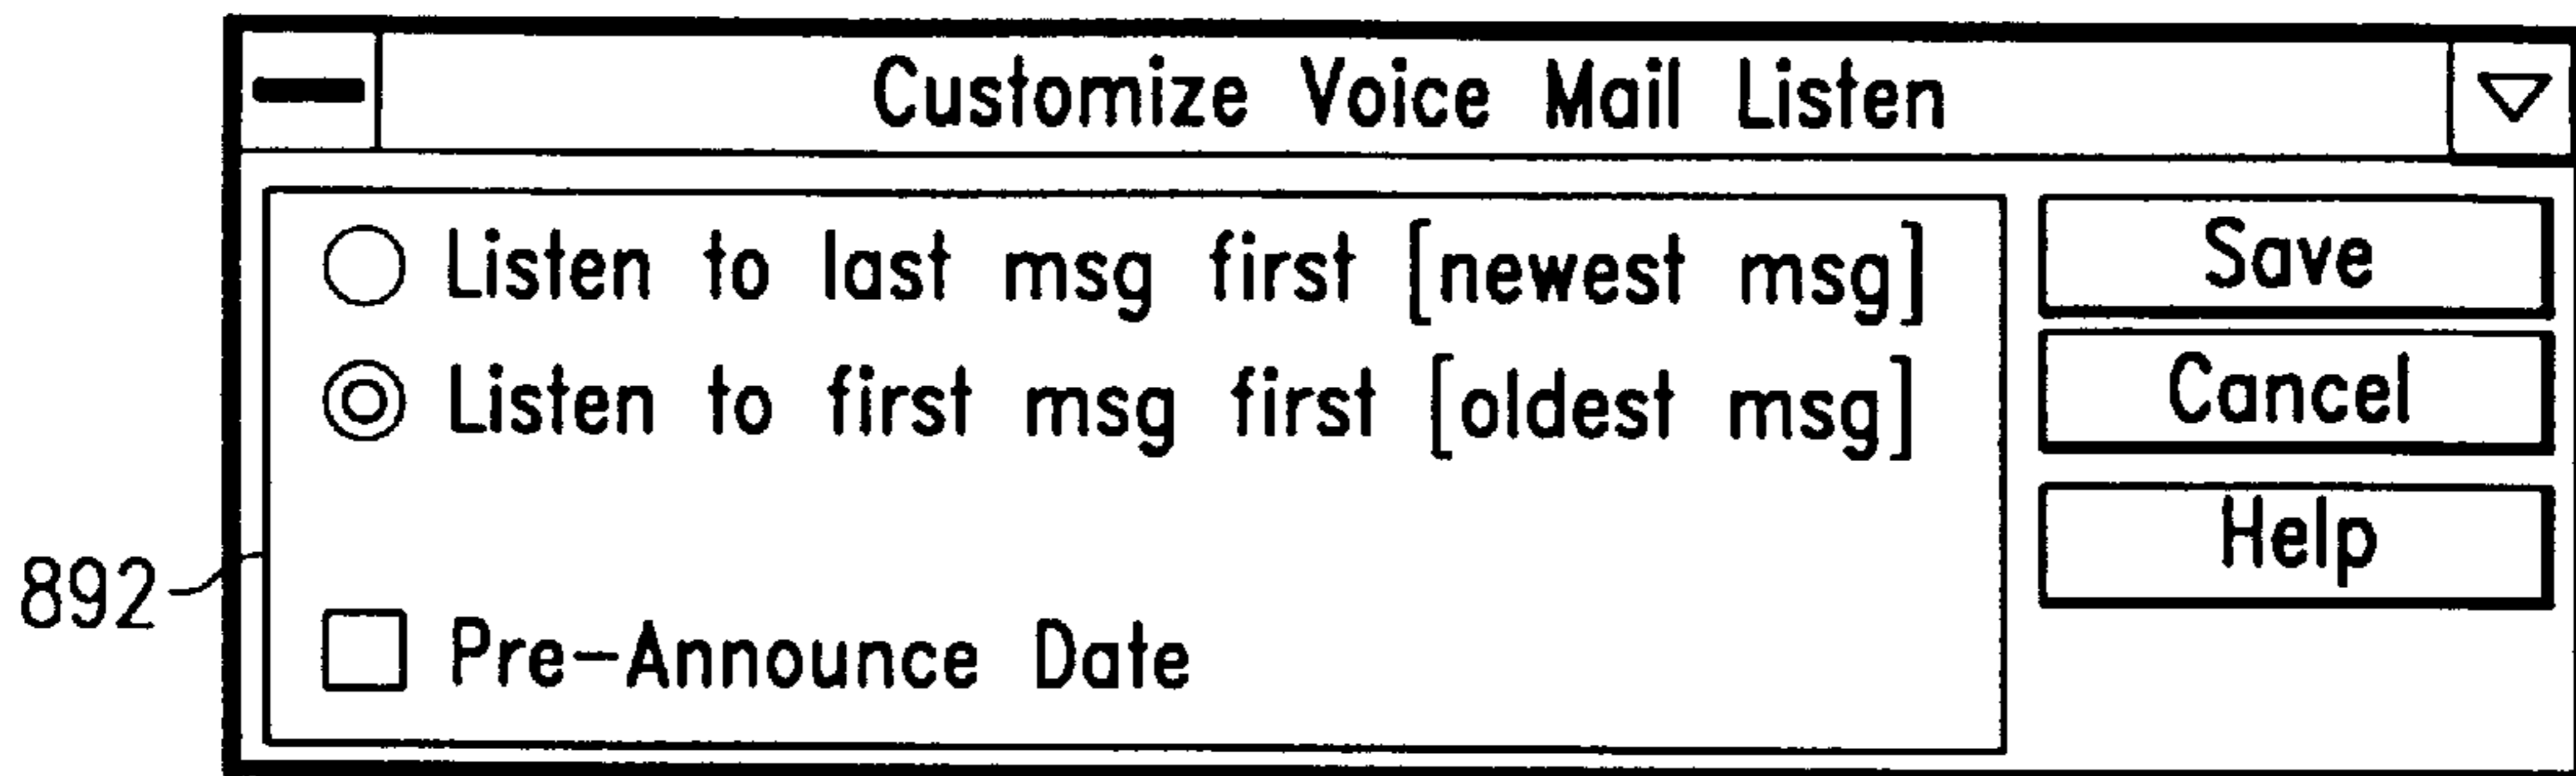 Customize Voice Mail Listen
Listen to last msg first [newest msg]
Save
Listen to first msg first [oldest msg]
Cancel
Help
892
Pre-Announce Date